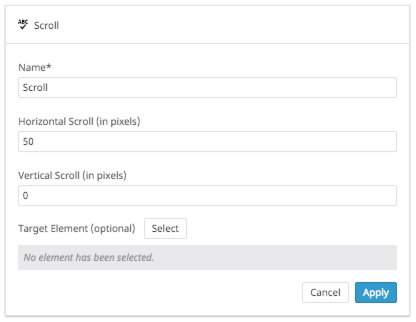 ABC Scroll
Name*
Scroll
Horizontal Scroll (in pixels)
50
Vertical Scroll (in pixels)
0
Target Element (optional) Select
No element has been selected.
Cancel Apply